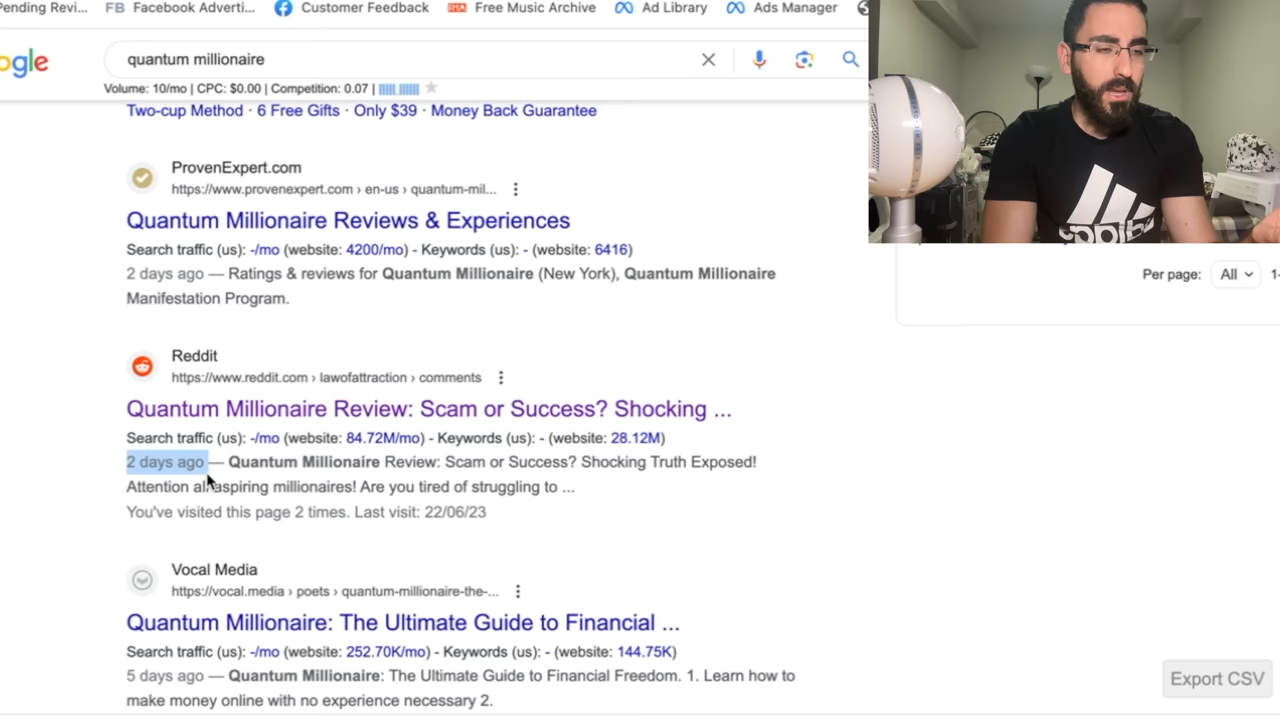 Pending Revi...
FB Facebook Adverti...
Customer Feedback
FMA Free Music Archive
Ad Library
Ads Manager
ogle
quantum millionaire
Volume: 10/mo | CPC: $0.00 | Competition: 0.07 |
Two-cup Method · 6 Free Gifts · Only $39 · Money Back Guarantee
ProvenExpert.com
https://www.provenexpert.com › en-us › quantum-mil...
Quantum Millionaire Reviews & Experiences
Search traffic (us): -/mo (website: 4200/mo) - Keywords (us): - (website: 6416)
2 days ago — Ratings & reviews for Quantum Millionaire (New York), Quantum Millionaire
Manifestation Program.
Per page: All 1-
Reddit
https://www.reddit.com › lawofattraction › comments
Quantum Millionaire Review: Scam or Success? Shocking ...
Search traffic (us): -/mo (website: 84.72M/mo) - Keywords (us): - (website: 28.12M)
2 days ago — Quantum Millionaire Review: Scam or Success? Shocking Truth Exposed!
Attention all aspiring millionaires! Are you tired of struggling to ...
You've visited this page 2 times. Last visit: 22/06/23
Vocal Media
https://vocal.media › poets › quantum-millionaire-the-...
Quantum Millionaire: The Ultimate Guide to Financial ...
Search traffic (us): -/mo (website: 252.70K/mo) - Keywords (us): - (website: 144.75K)
5 days ago — Quantum Millionaire: The Ultimate Guide to Financial Freedom. 1. Learn how to
make money online with no experience necessary 2.
Export CSV